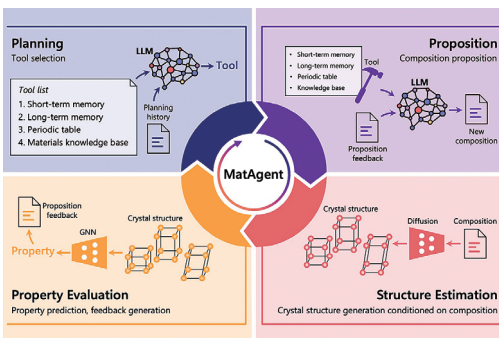 Planning
Tool selection
LLM
Tool
Tool list
1. Short-term memory
2. Long-term memory
3. Periodic table
4. Materials knowledge base
Planning
history
Proposition
Composition proposition
• Short-term memory
• Long-term memory
• Periodic table
• Knowledge base
Tool
LLM
Proposition
feedback
New
composition
MatAgent
Proposition
feedback
Property
GNN
Crystal structure
Property Evaluation
Property prediction, feedback generation
Crystal structure
Diffusion
Composition
Structure Estimation
Crystal structure generation conditioned on composition